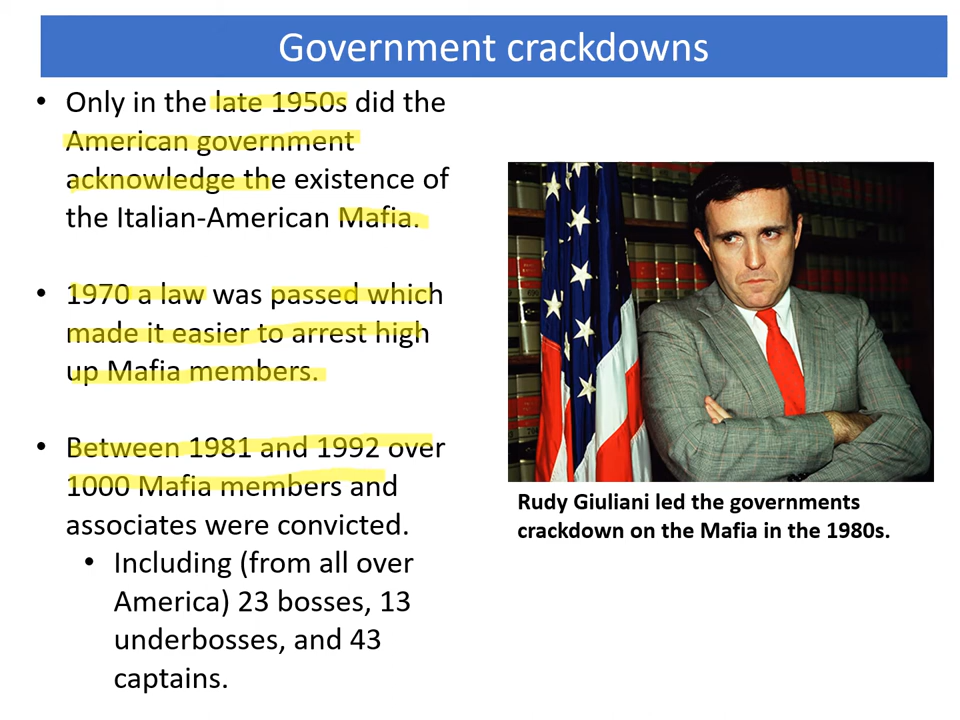 Government crackdowns
• Only in the late 1950s did the
American government
acknowledge the existence of
the Italian-American Mafia.
• 1970 a law was passed which
made it easier to arrest high
up Mafia members.
• Between 1981 and 1992 over
1000 Mafia members and
associates were convicted.
• Including (from all over
America) 23 bosses, 13
underbosses, and 43
captains.
Rudy Giuliani led the governments
crackdown on the Mafia in the 1980s.